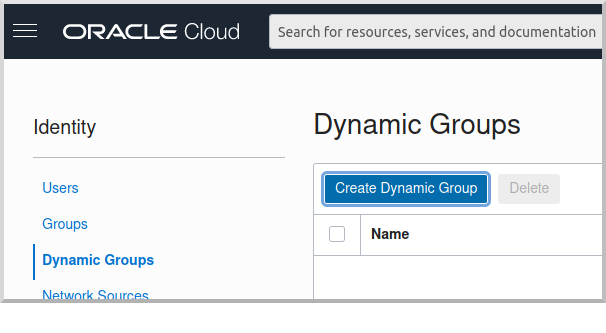 ORACLE Cloud
Search for resources, services, and documentation
Identity
Users
Groups
Dynamic Groups
Network Sources
Dynamic Groups
Create Dynamic Group
Delete
Name